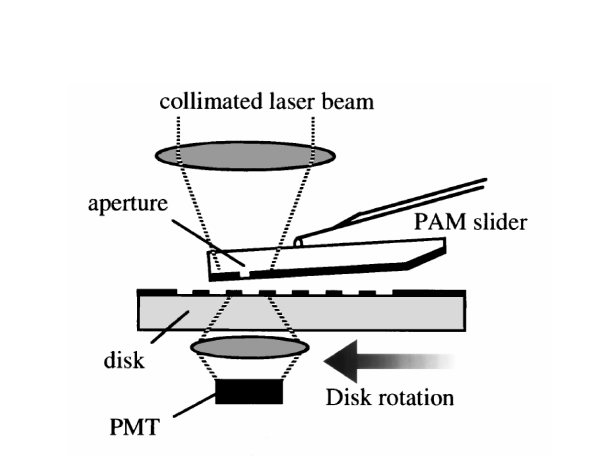 collimated laser beam
aperture
PAM slider
disk
Disk rotation
PMT